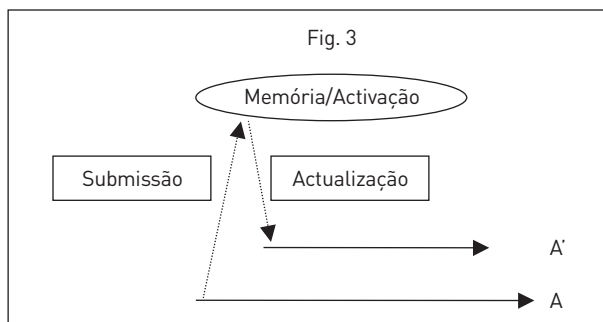 Fig. 3
Memória/Activação
Submissão
Actualização
A’
A